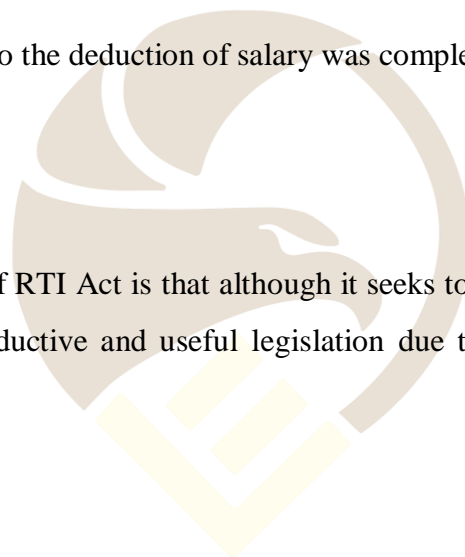 o the deduction of salary was comple
f RTI Act is that although it seeks to
ductive and useful legislation due t